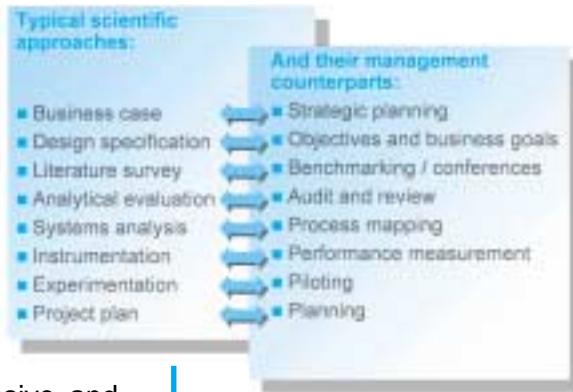 Typical scientific
approaches:
Business case
Design specification
Literature survey
Analytical evaluation
Systems analysis
Instrumentation
Experimentation
Project plan
And their management
counterparts:
Strategic planning
Objectives and business goals
Benchmarking / conferences
Audit and review
Process mapping
Performance measurement
Piloting
Planning
and